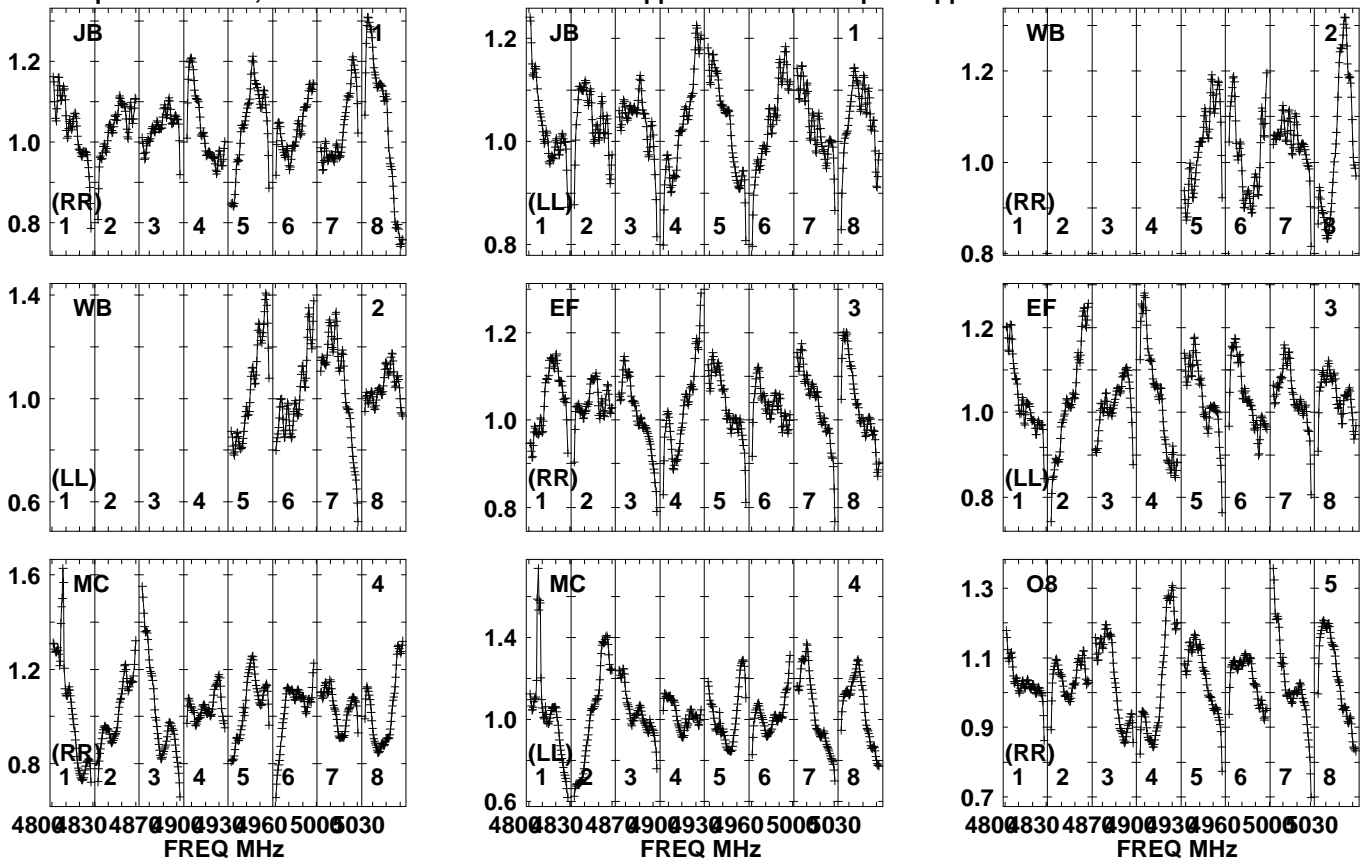 JB 1 JB 1 WB 2
1.2 1.2 1.2
1.0 1.0 1.0
0.8 0.8 0.8
(RR) (LL) (RR)
1 2 3 4 5 6 7 8 1 2 3 4 5 6 7 8 1 2 3 4 5 6 7 8
WB 2 EF 3 EF 3
1.4 1.2 1.2
1.0 1.0 1.0
0.6 0.8 0.8
(LL) (RR) (LL)
1 2 3 4 5 6 7 8 1 2 3 4 5 6 7 8 1 2 3 4 5 6 7 8
MC 4 MC 4 O8 5
1.6 1.4 1.3
1.2 1.0 1.1
0.8 0.6 0.9
0.7
(RR) (LL) (RR)
1 2 3 4 5 6 7 8 1 2 3 4 5 6 7 8 1 2 3 4 5 6 7 8
4800 4830 4870 4900 4930 4960 5000 5030 4800 4830 4870 4900 4930 4960 5000 5030 4800 4830 4870 4900 4930 4960 5000 5030
FREQ MHz FREQ MHz FREQ MHz